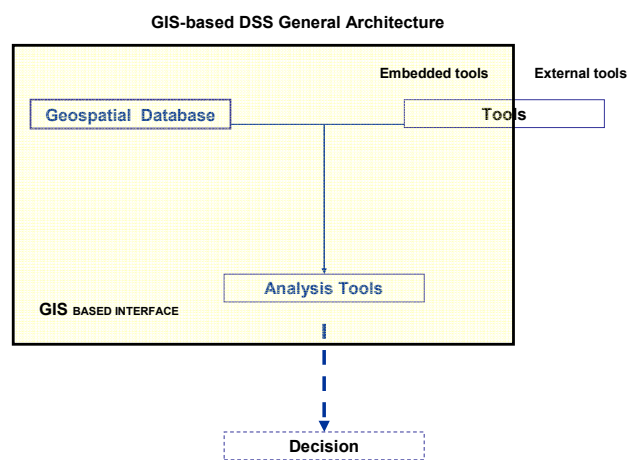 GIS-based DSS General Architecture
Embedded tools
External tools
Geospatial Database
Tools
Analysis Tools
GIS BASED INTERFACE
Decision